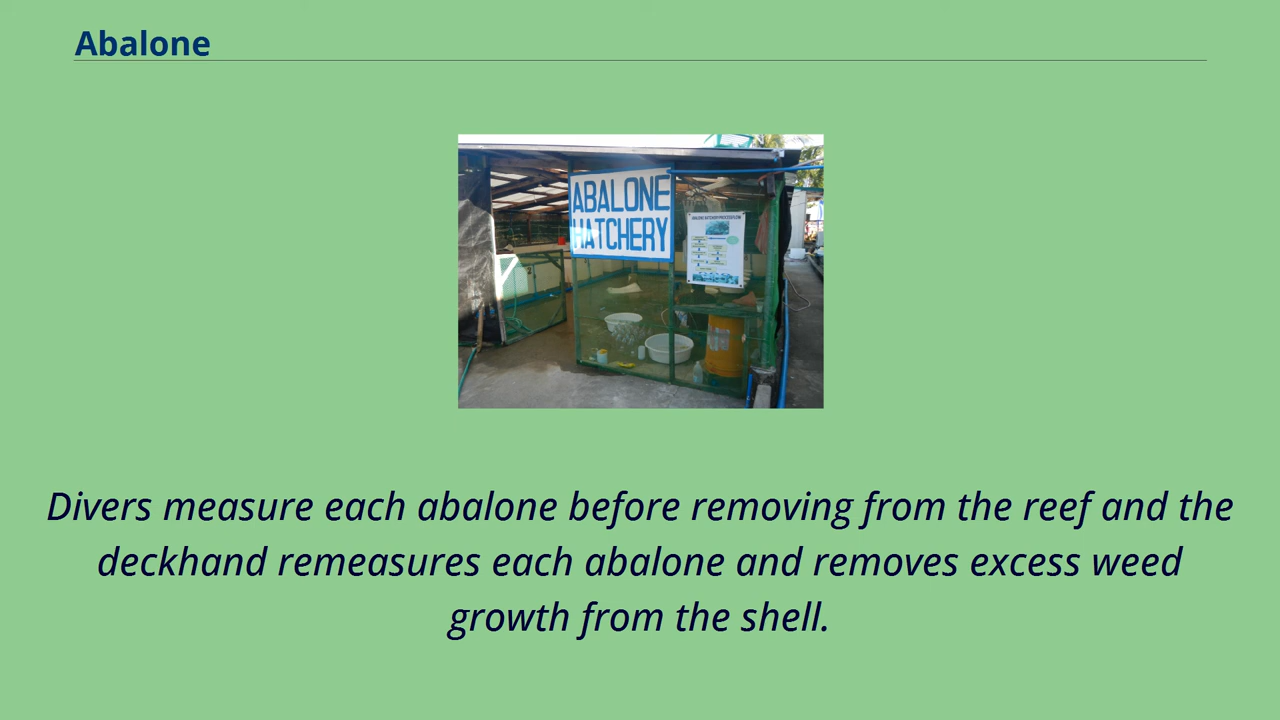 Abalone
ABALONE
HATCHERY
Divers measure each abalone before removing from the reef and the
deckhand remeasures each abalone and removes excess weed
growth from the shell.